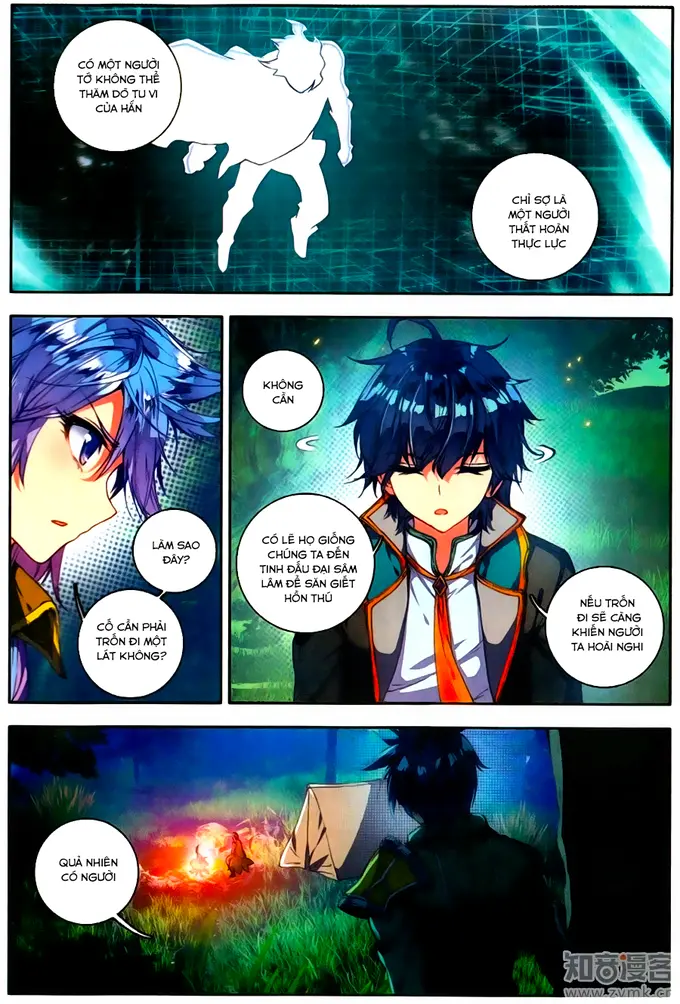 CÓ MỘT NGƯỜI
TỚ KHÔNG THỂ
THĂM DÒ TU VI
CỦA HẮN
CHỈ SỢ LÀ
MỘT NGƯỜI
THẤT HOÀN
THỰC LỰC
LÀM SAO
ĐÂY?
CÓ CẦN PHẢI
TRỐN ĐI MỘT
LÁT KHÔNG?
KHÔNG
CẦN
CÓ LẼ HỌ GIỐNG
CHÚNG TA ĐẾN
TINH ĐẤU ĐẠI SÂM
LÂM ĐỂ SĂN GIẾT
HỒN THÚ
NẾU TRỐN
ĐI SẼ CÀNG
KHIẾN NGƯỜI
TA HOÀI NGHI
QUẢ NHIÊN
CÓ NGƯỜI
知音漫客
www.zymk.cn